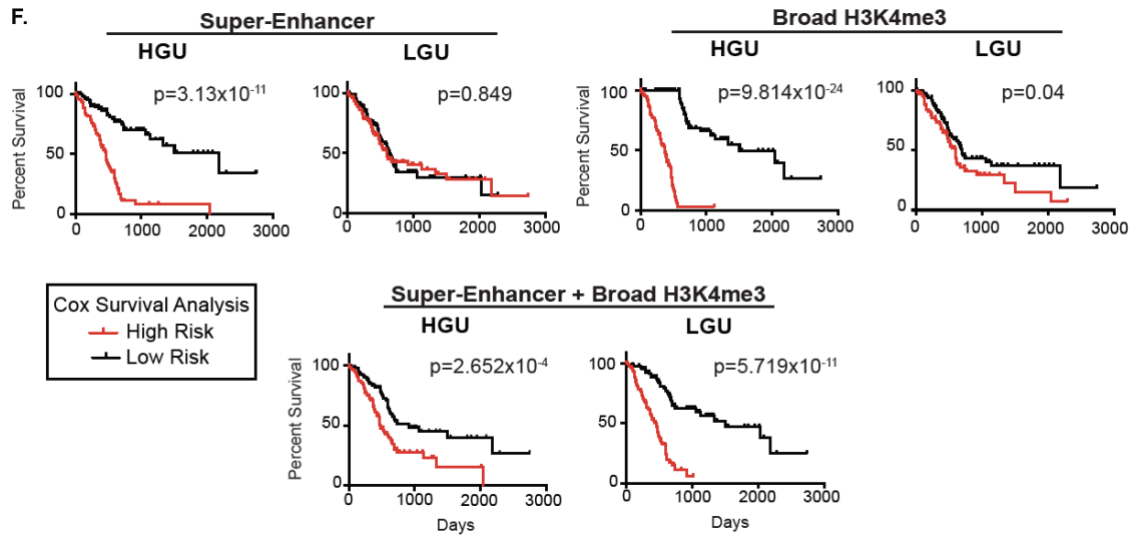 F.
Super-Enhancer
Broad H3K4me3
HGU
LGU
HGU
LGU
Percent Survival
100
50
0
p=3.13x10-11
0 1000 2000 3000
100
50
0
p=0.849
0 1000 2000 3000
Percent Survival
100
50
0
p=9.814x10-24
0 1000 2000 3000
100
50
0
p=0.04
0 1000 2000 3000
Cox Survival Analysis
High Risk
Low Risk
Super-Enhancer + Broad H3K4me3
HGU
LGU
Percent Survival
100
50
0
p=2.652x10-4
0 1000 2000 3000
Days
100
50
0
p=5.719x10-11
0 1000 2000 3000
Days